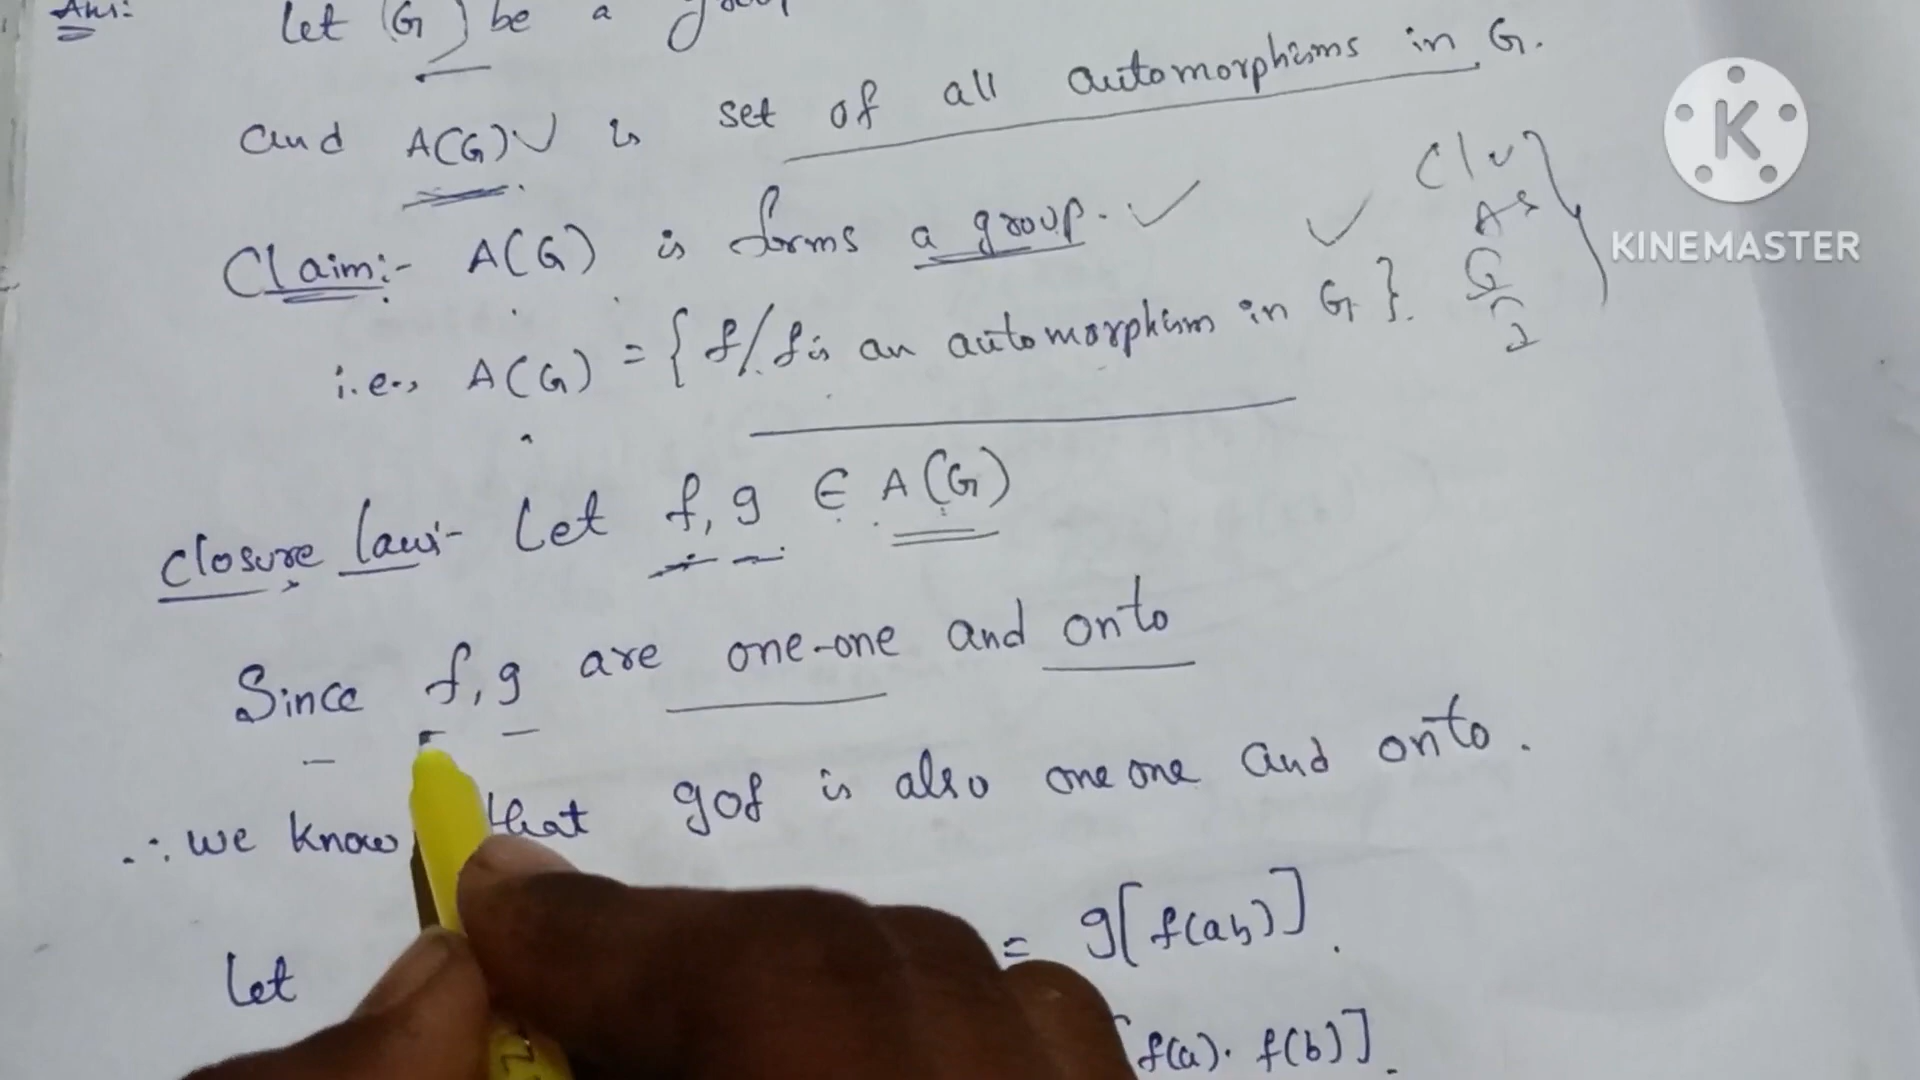 Ans:- Let (G be a group
and A(G) is set of all automorphisms in G.
Claim:- A(G) is forms a group.
i.e., A(G) = { f/f is an automorphism in G }.
Closure law:- Let f, g ∈ A(G)
Since f, g are one-one and onto
∴ we know that gof is also one one and onto.
Let = g[f(ab)].
f(a). f(b)].
K
KINEMASTER